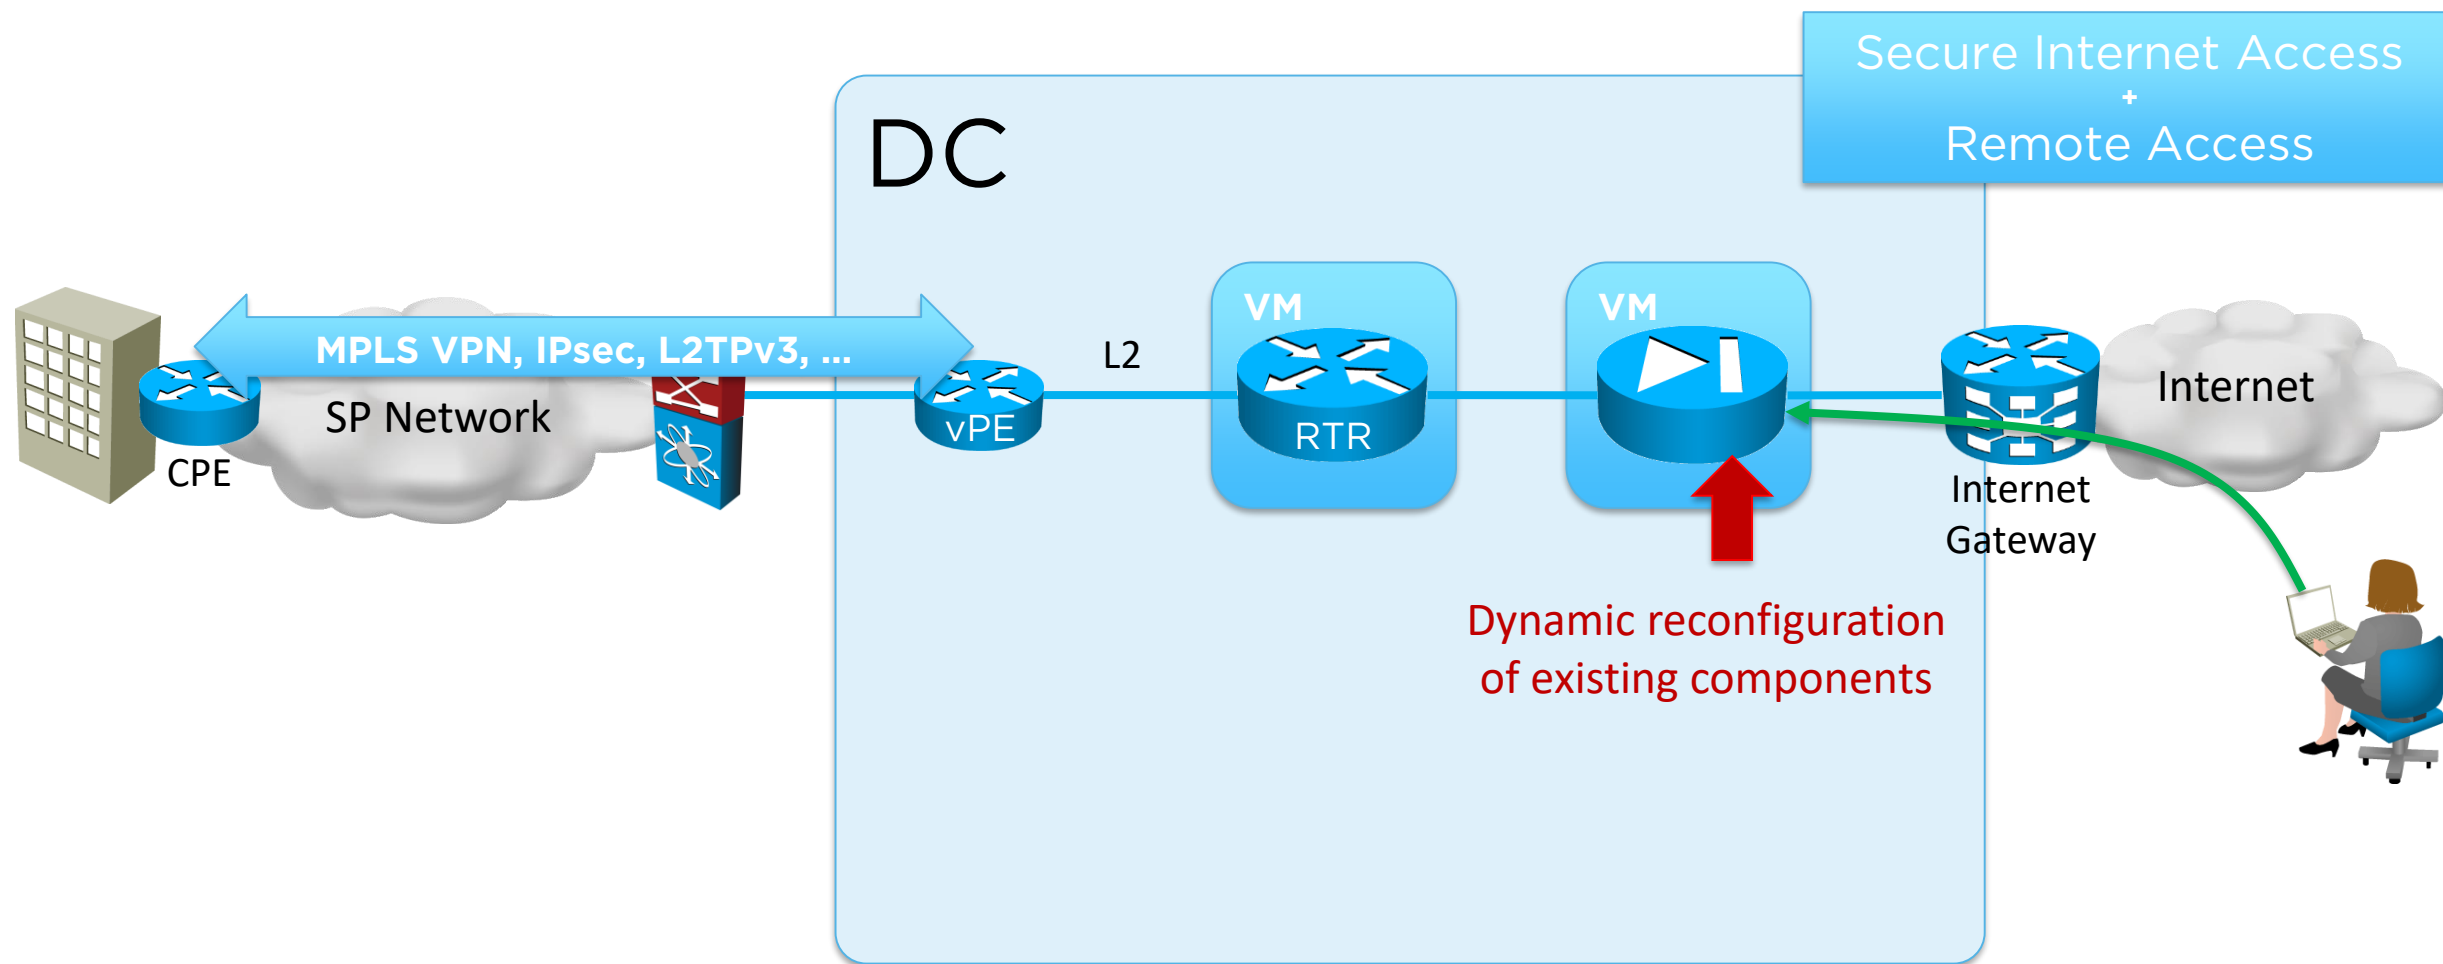 Secure Internet Access
+
Remote Access
DC
MPLS VPN, IPsec, L2TPv3, ...
SP Network
CPE
vPE
L2
VM
RTR
VM
Internet
Gateway
Internet
Dynamic reconfiguration
of existing components